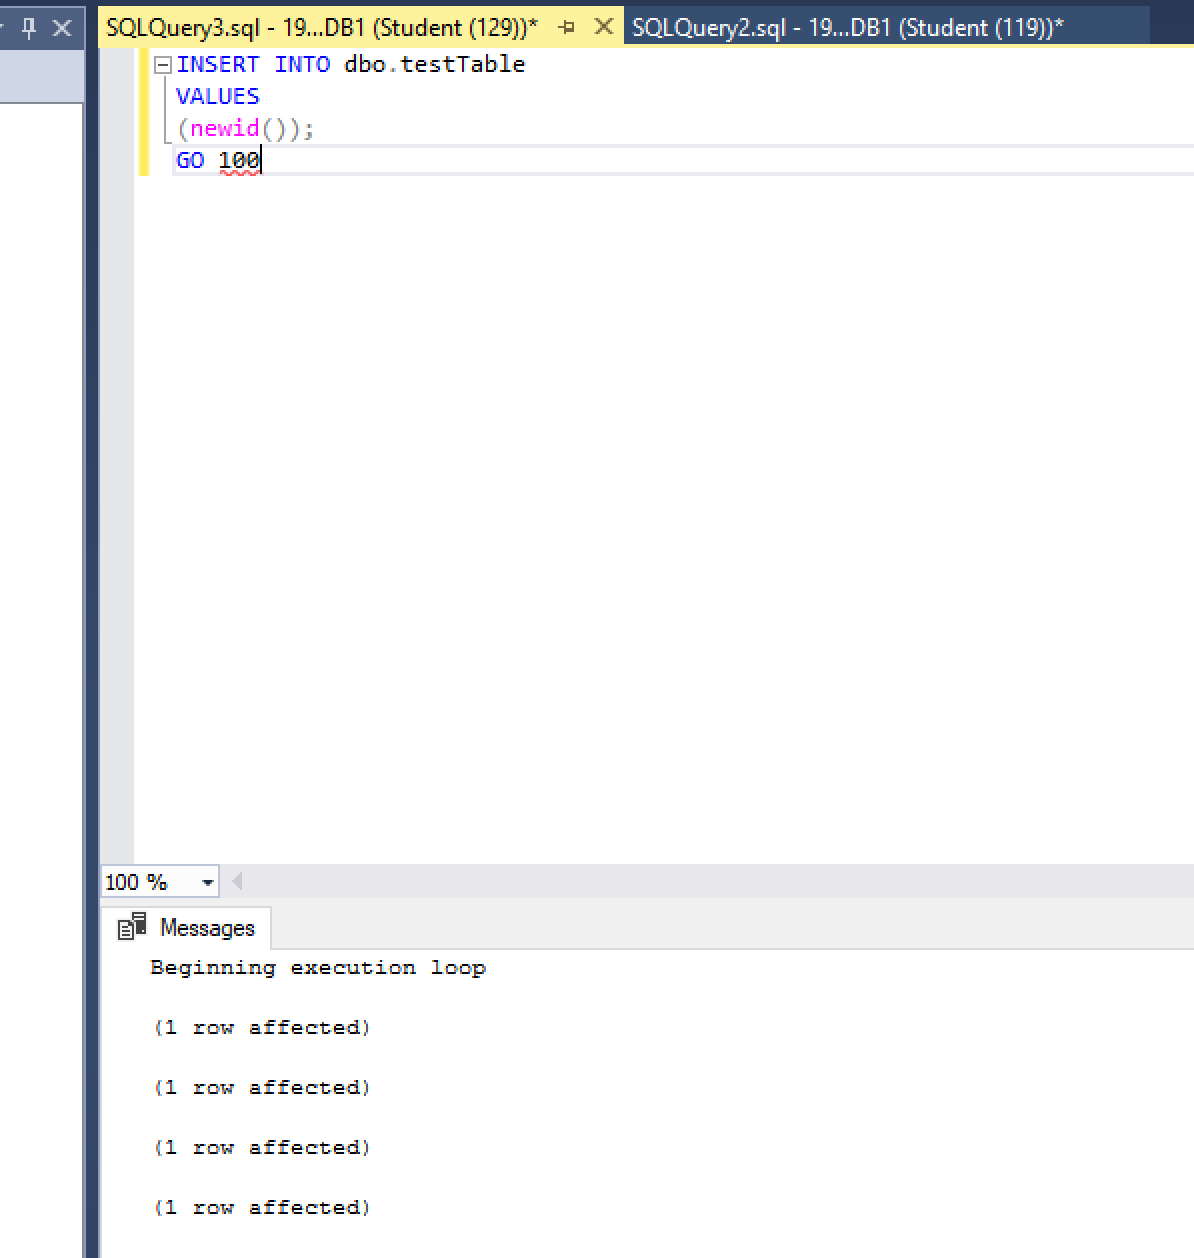 SQLQuery3.sql - 19...DB1 (Student (129))*
SQLQuery2.sql - 19...DB1 (Student (119))*
INSERT INTO dbo.testTable
VALUES
(newid());
GO 100
100 %
Messages
Beginning execution loop
(1 row affected)
(1 row affected)
(1 row affected)
(1 row affected)